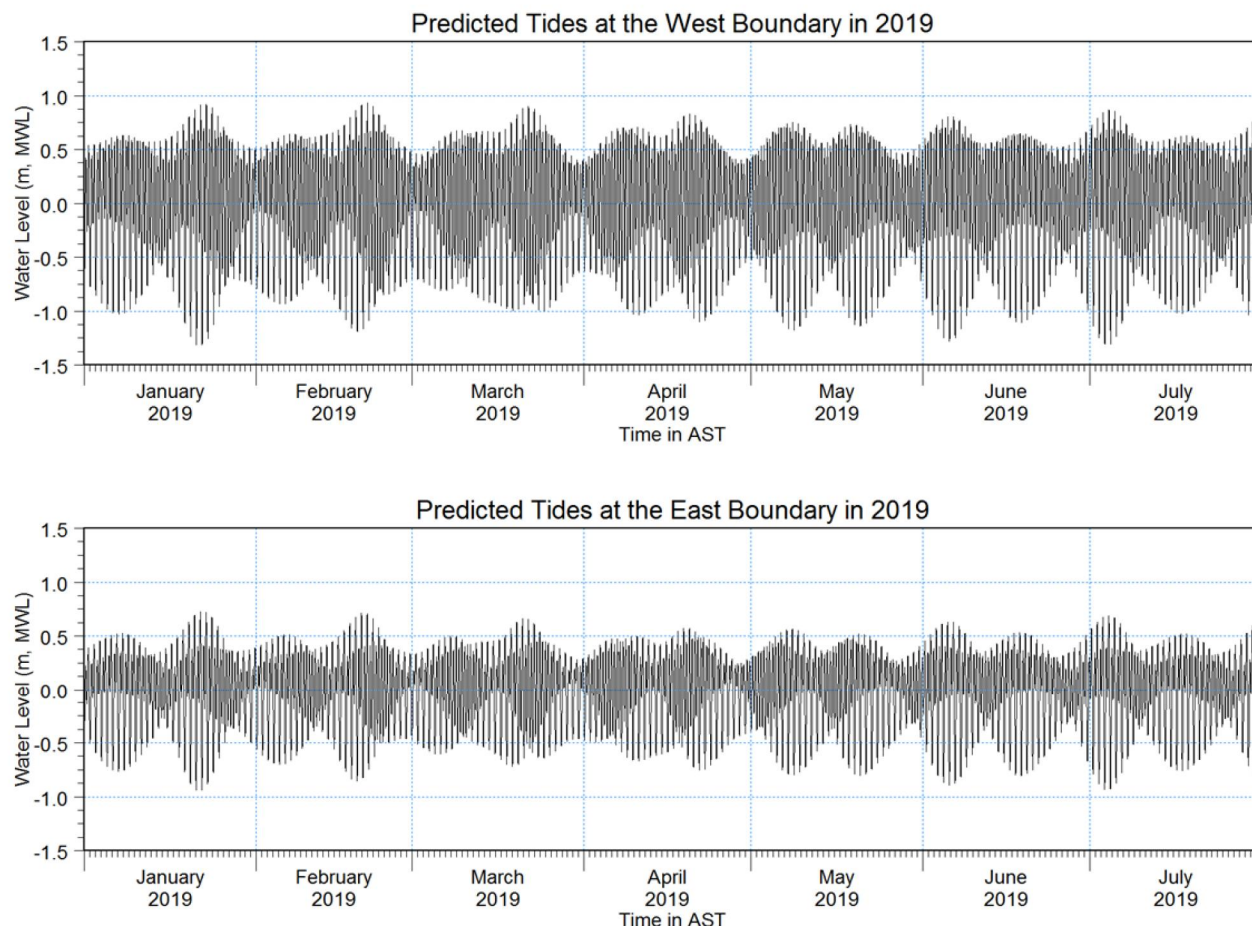 Predicted Tides at the West Boundary in 2019
Water Level (m, MWL)
1.5
1.0
0.5
0.0
-0.5
-1.0
-1.5
January February March April May June July
2019 2019 2019 2019 2019 2019 2019
Time in AST
Predicted Tides at the East Boundary in 2019
Water Level (m, MWL)
1.5
1.0
0.5
0.0
-0.5
-1.0
-1.5
January February March April May June July
2019 2019 2019 2019 2019 2019 2019
Time in AST